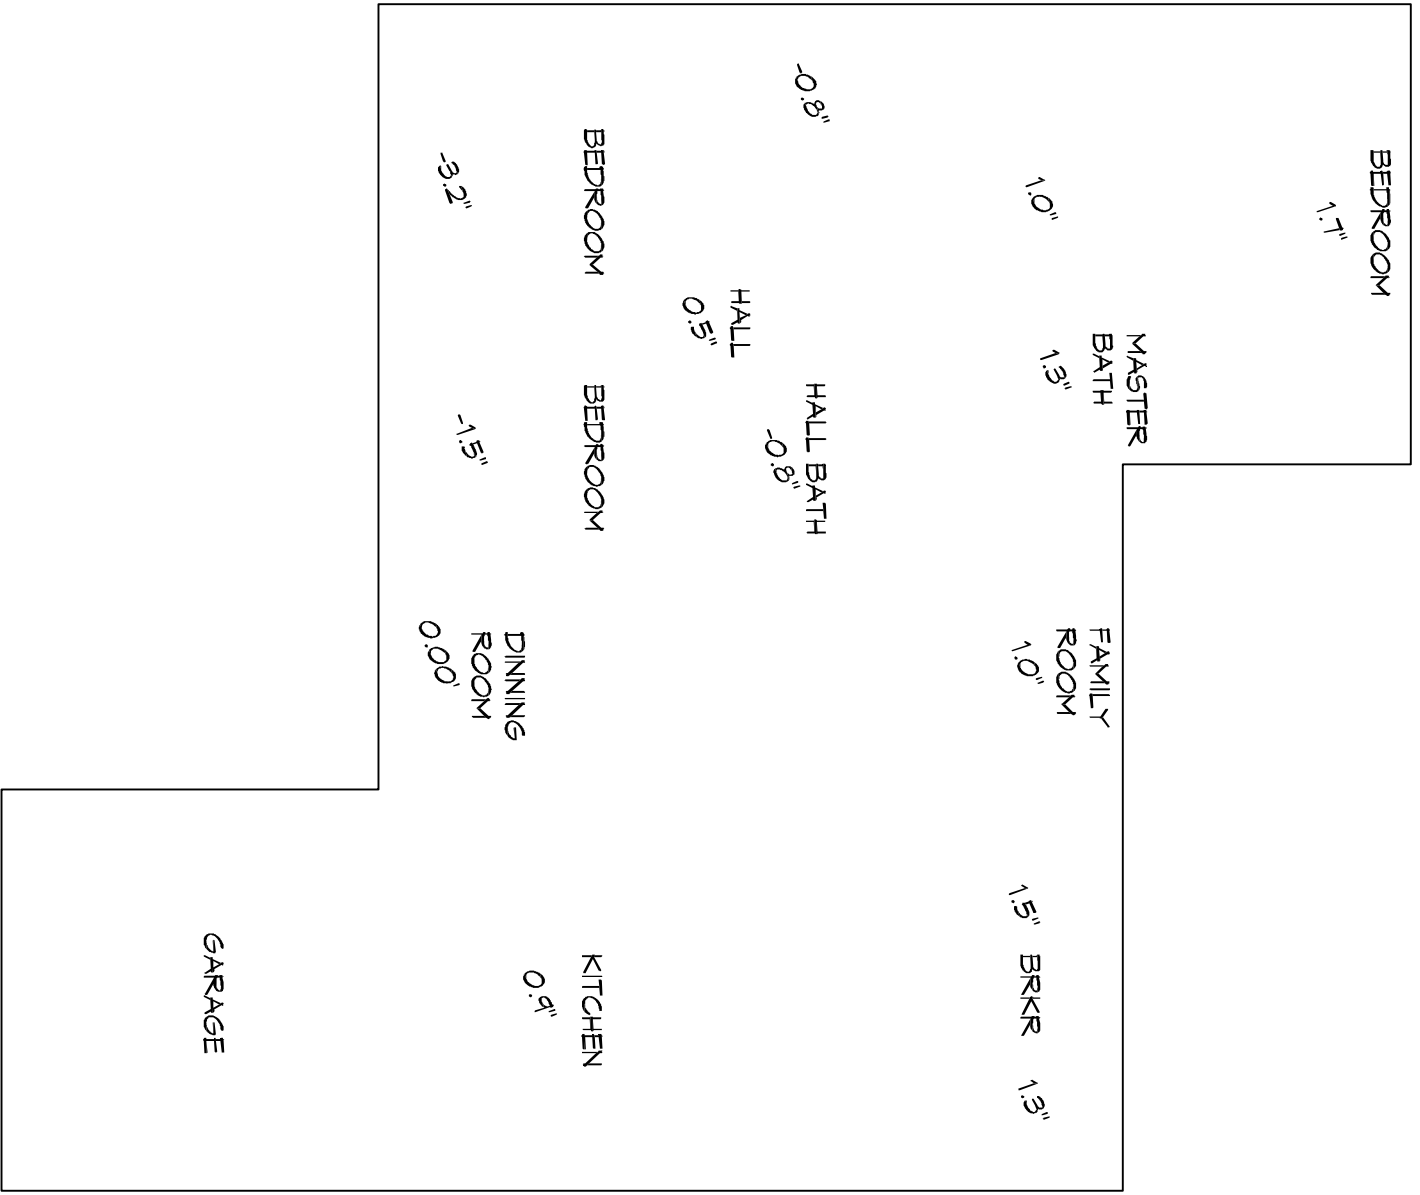 BEDROOM
1.7"
MASTER
BATH
1.3"
1.0"
FAMILY
ROOM
1.0"
1.5" BRKR 1.3"
-0.8"
HALL BATH
-0.8"
HALL
0.5"
BEDROOM
-3.2"
BEDROOM
-1.5"
KITCHEN
0.9"
DINNING
ROOM
0.00'
GARAGE